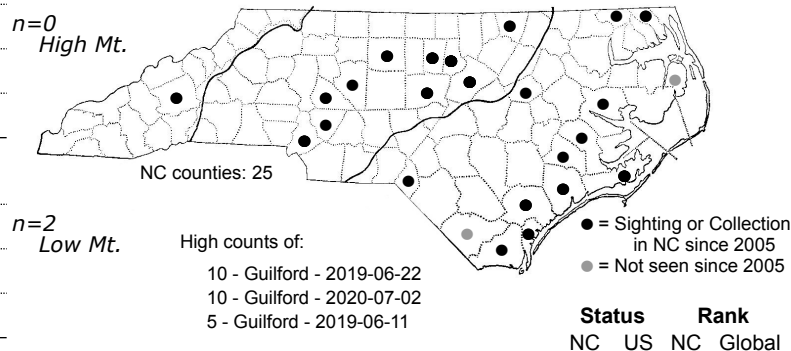 n=0
High Mt.
NC counties: 25
n=2
Low Mt.
High counts of:
10 - Guilford - 2019-06-22
10 - Guilford - 2020-07-02
5 - Guilford - 2019-06-11
= Sighting or Collection
in NC since 2005
= Not seen since 2005
Status Rank
NC US NC Global